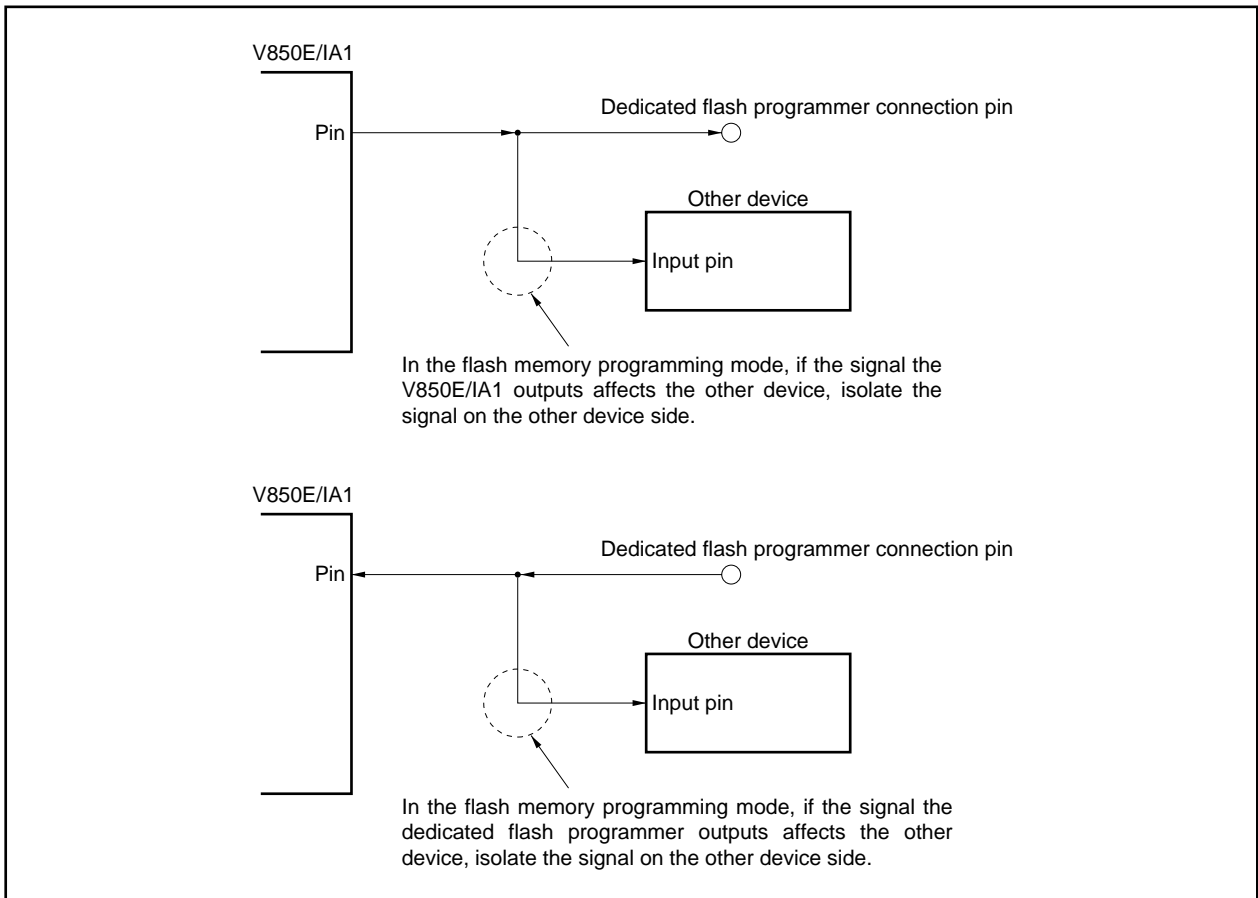 V850E/IA1
Dedicated flash programmer connection pin
Pin
Other device
Input pin
In the flash memory programming mode, if the signal the
V850E/IA1 outputs affects the other device, isolate the
signal on the other device side.
V850E/IA1
Dedicated flash programmer connection pin
Pin
Other device
Input pin
In the flash memory programming mode, if the signal the
dedicated flash programmer outputs affects the other
device, isolate the signal on the other device side.